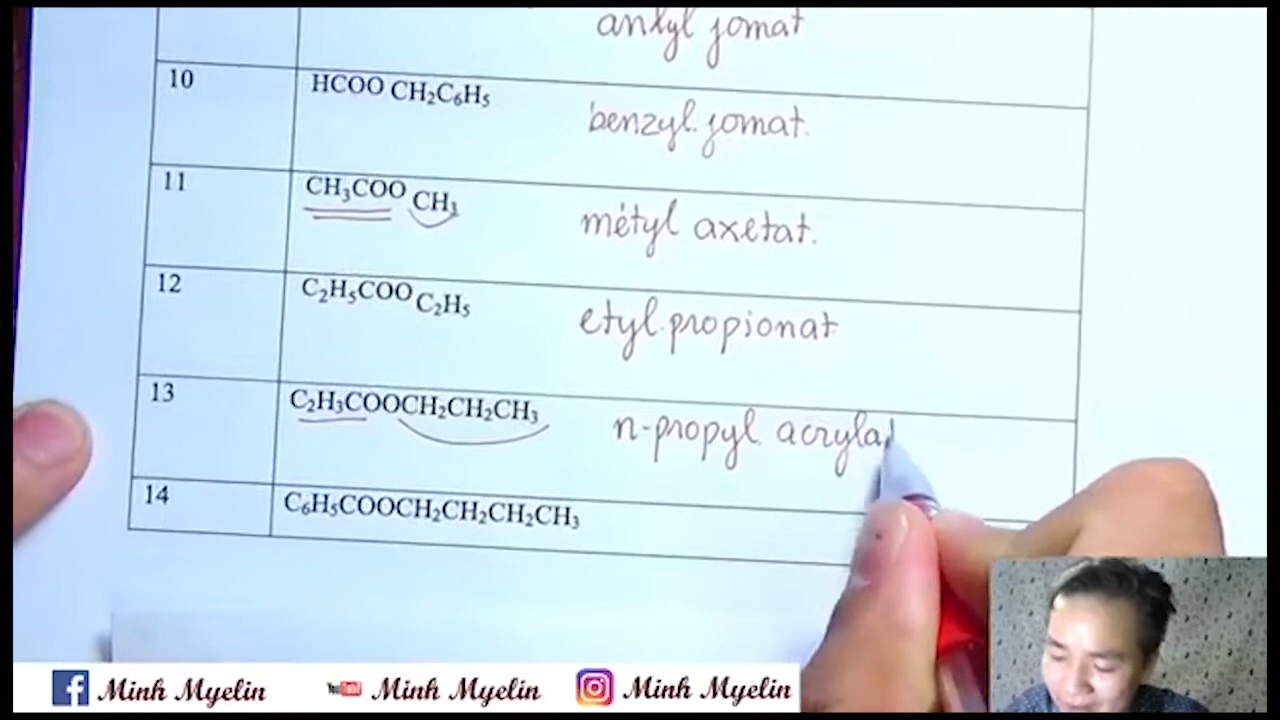 anlyl fomat
10 HCOO CH₂C₆H₅ benzyl fomat.
11 CH₃COO CH₃ métyl axetat.
12 C₂H₅COO C₂H₅ etyl propionat
13 C₂H₃COOCH₂CH₂CH₃ n-propyl acryla
14 C₆H₅COOCH₂CH₂CH₂CH₃
Minh Myelin YouTube Minh Myelin Minh Myelin